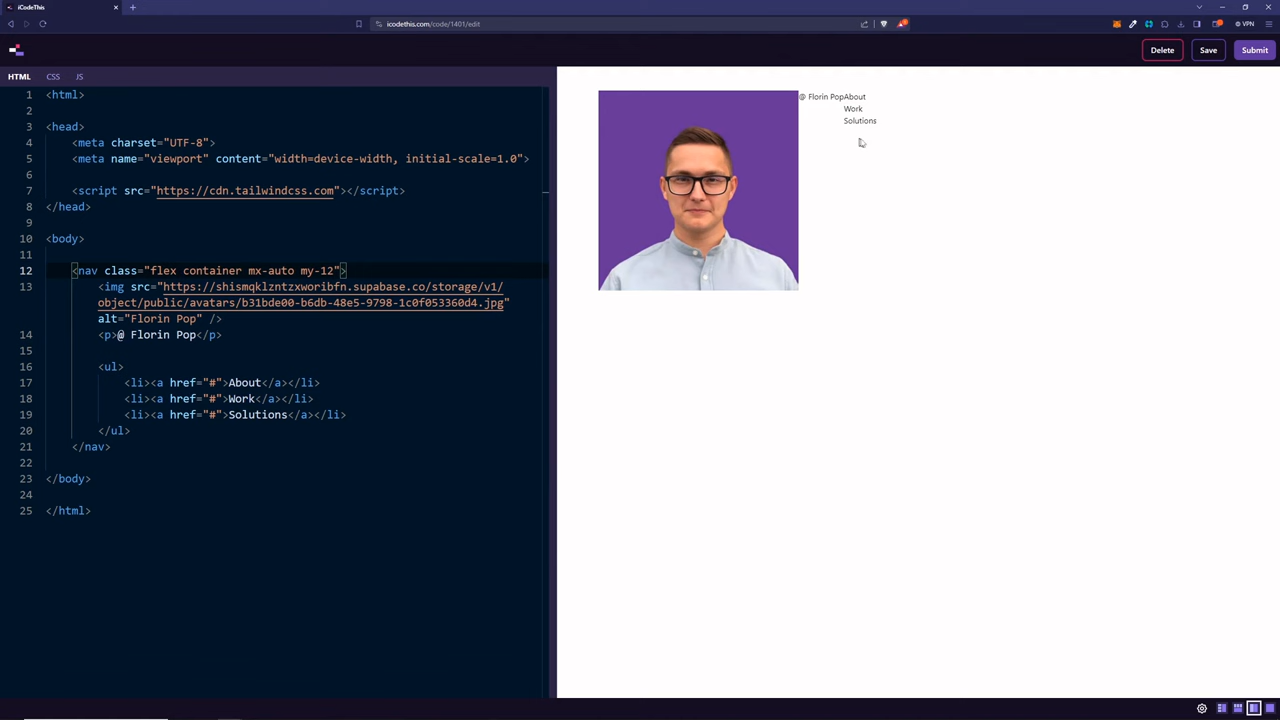 iCodeThis
icodethis.com/code/1401/edit
VPN
Delete
Save
Submit
HTML CSS JS
1 <html>
2
3 <head>
4 <meta charset="UTF-8">
5 <meta name="viewport" content="width=device-width, initial-scale=1.0">
6
7 <script src="https://cdn.tailwindcss.com"></script>
8 </head>
9
10 <body>
11
12 <nav class="flex container mx-auto my-12">
13 <img src="https://shismqklzntzxworibfn.supabase.co/storage/v1/
object/public/avatars/b31bde00-b6db-48e5-9798-1c0f053360d4.jpg"
alt="Florin Pop" />
14 <p>@ Florin Pop</p>
15
16 <ul>
17 <li><a href="#">About</a></li>
18 <li><a href="#">Work</a></li>
19 <li><a href="#">Solutions</a></li>
20 </ul>
21 </nav>
22
23 </body>
24
25 </html>
@ Florin PopAbout
Work
Solutions